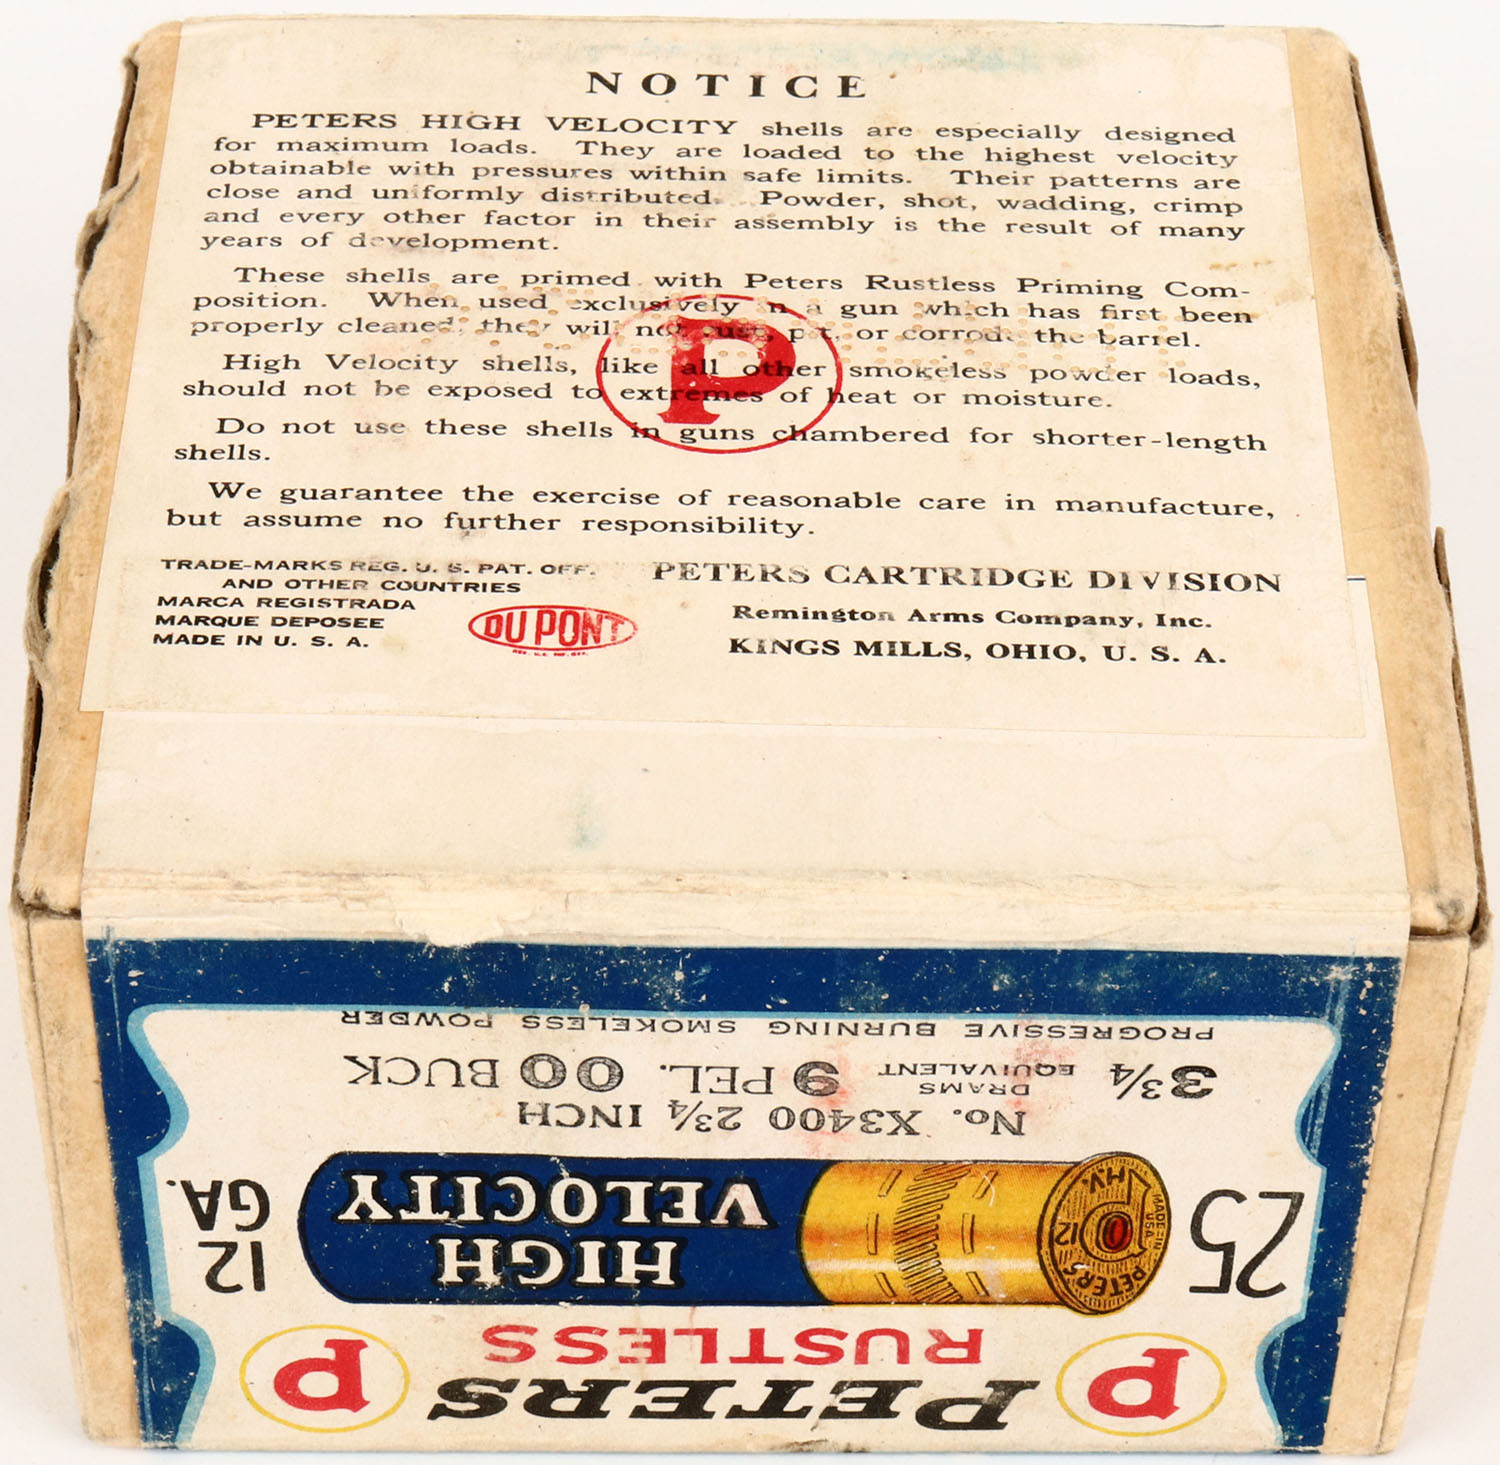 NOTICE
PETERS HIGH VELOCITY shells are especially designed
for maximum loads. They are loaded to the highest velocity
obtainable with pressures within safe limits. Their patterns are
close and uniformly distributed. Powder, shot, wadding, crimp
and every other factor in their assembly is the result of many
years of development.
These shells are primed with Peters Rustless Priming Com-
position. When used exclusively in a gun which has first been
properly cleaned, they will not rust, pit, or corrode the barrel.
High Velocity shells, like all other smokeless powder loads,
should not be exposed to extremes of heat or moisture.
Do not use these shells in guns chambered for shorter-length
shells.
We guarantee the exercise of reasonable care in manufacture,
but assume no further responsibility.
P
TRADE-MARKS REG. U. S. PAT. OFF.
AND OTHER COUNTRIES
MARCA REGISTRADA
MARQUE DEPOSEE
MADE IN U. S. A.
DU PONT
PETERS CARTRIDGE DIVISION
Remington Arms Company, Inc.
KINGS MILLS, OHIO, U. S. A.
P PETERS P
RUSTLESS
25
HIGH
VELOCITY
12
GA.
PETERS
12
HV.
MADE IN
U.S.A.
No. X3400 2¾ INCH
3¾ DRAMS EQUIVALENT 9 PEL. 00 BUCK
PROGRESSIVE BURNING SMOKELESS POWDER